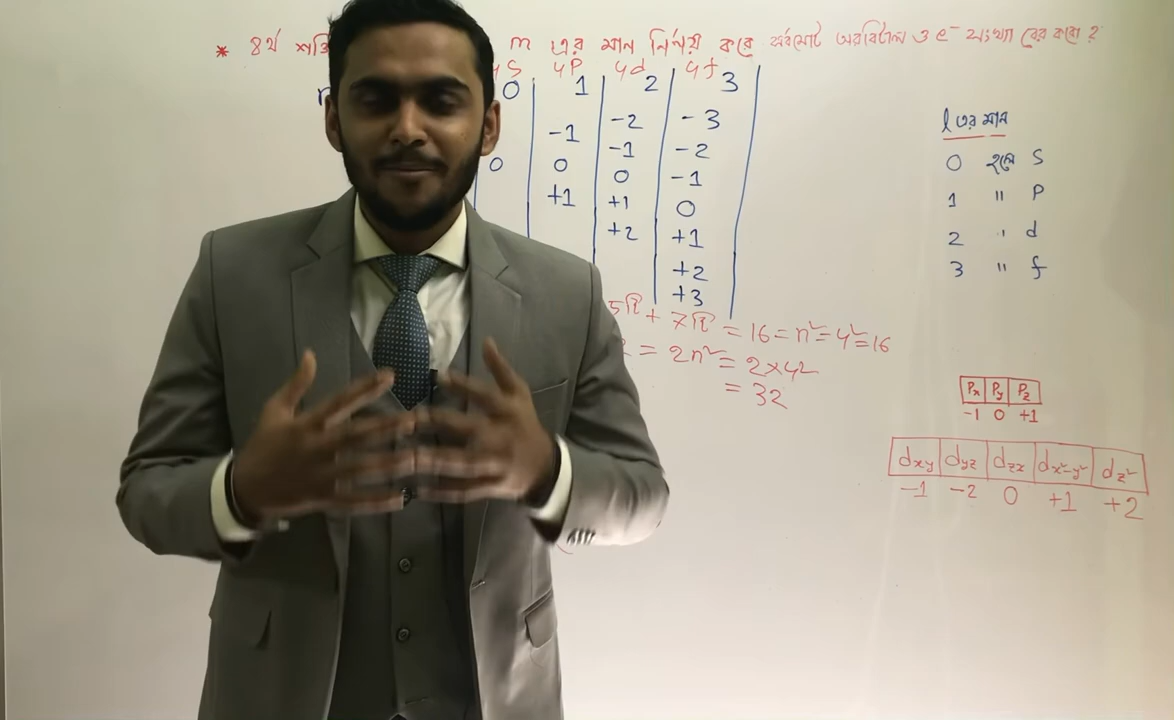 * ৪র্থ শক্তি m এর মান নির্ণয় করে সর্বমোট অরবিটাল ও e⁻ সংখ্যা বের করো ?
4S 4P 4d 4f
0 1 2 3
-1 -2 -3
-1 -2
0 0 0 -1
+1 +1 0
+2 +1
+2
+3
5টি + 7টি = 16 = n² = 4² = 16
= 2n² = 2×4²
= 32
l এর মান
0 হলে S
1 " P
2 " d
3 " f
Px Py Pz
-1 0 +1
dxy dyz dzx dx²-y² dz²
-1 -2 0 +1 +2